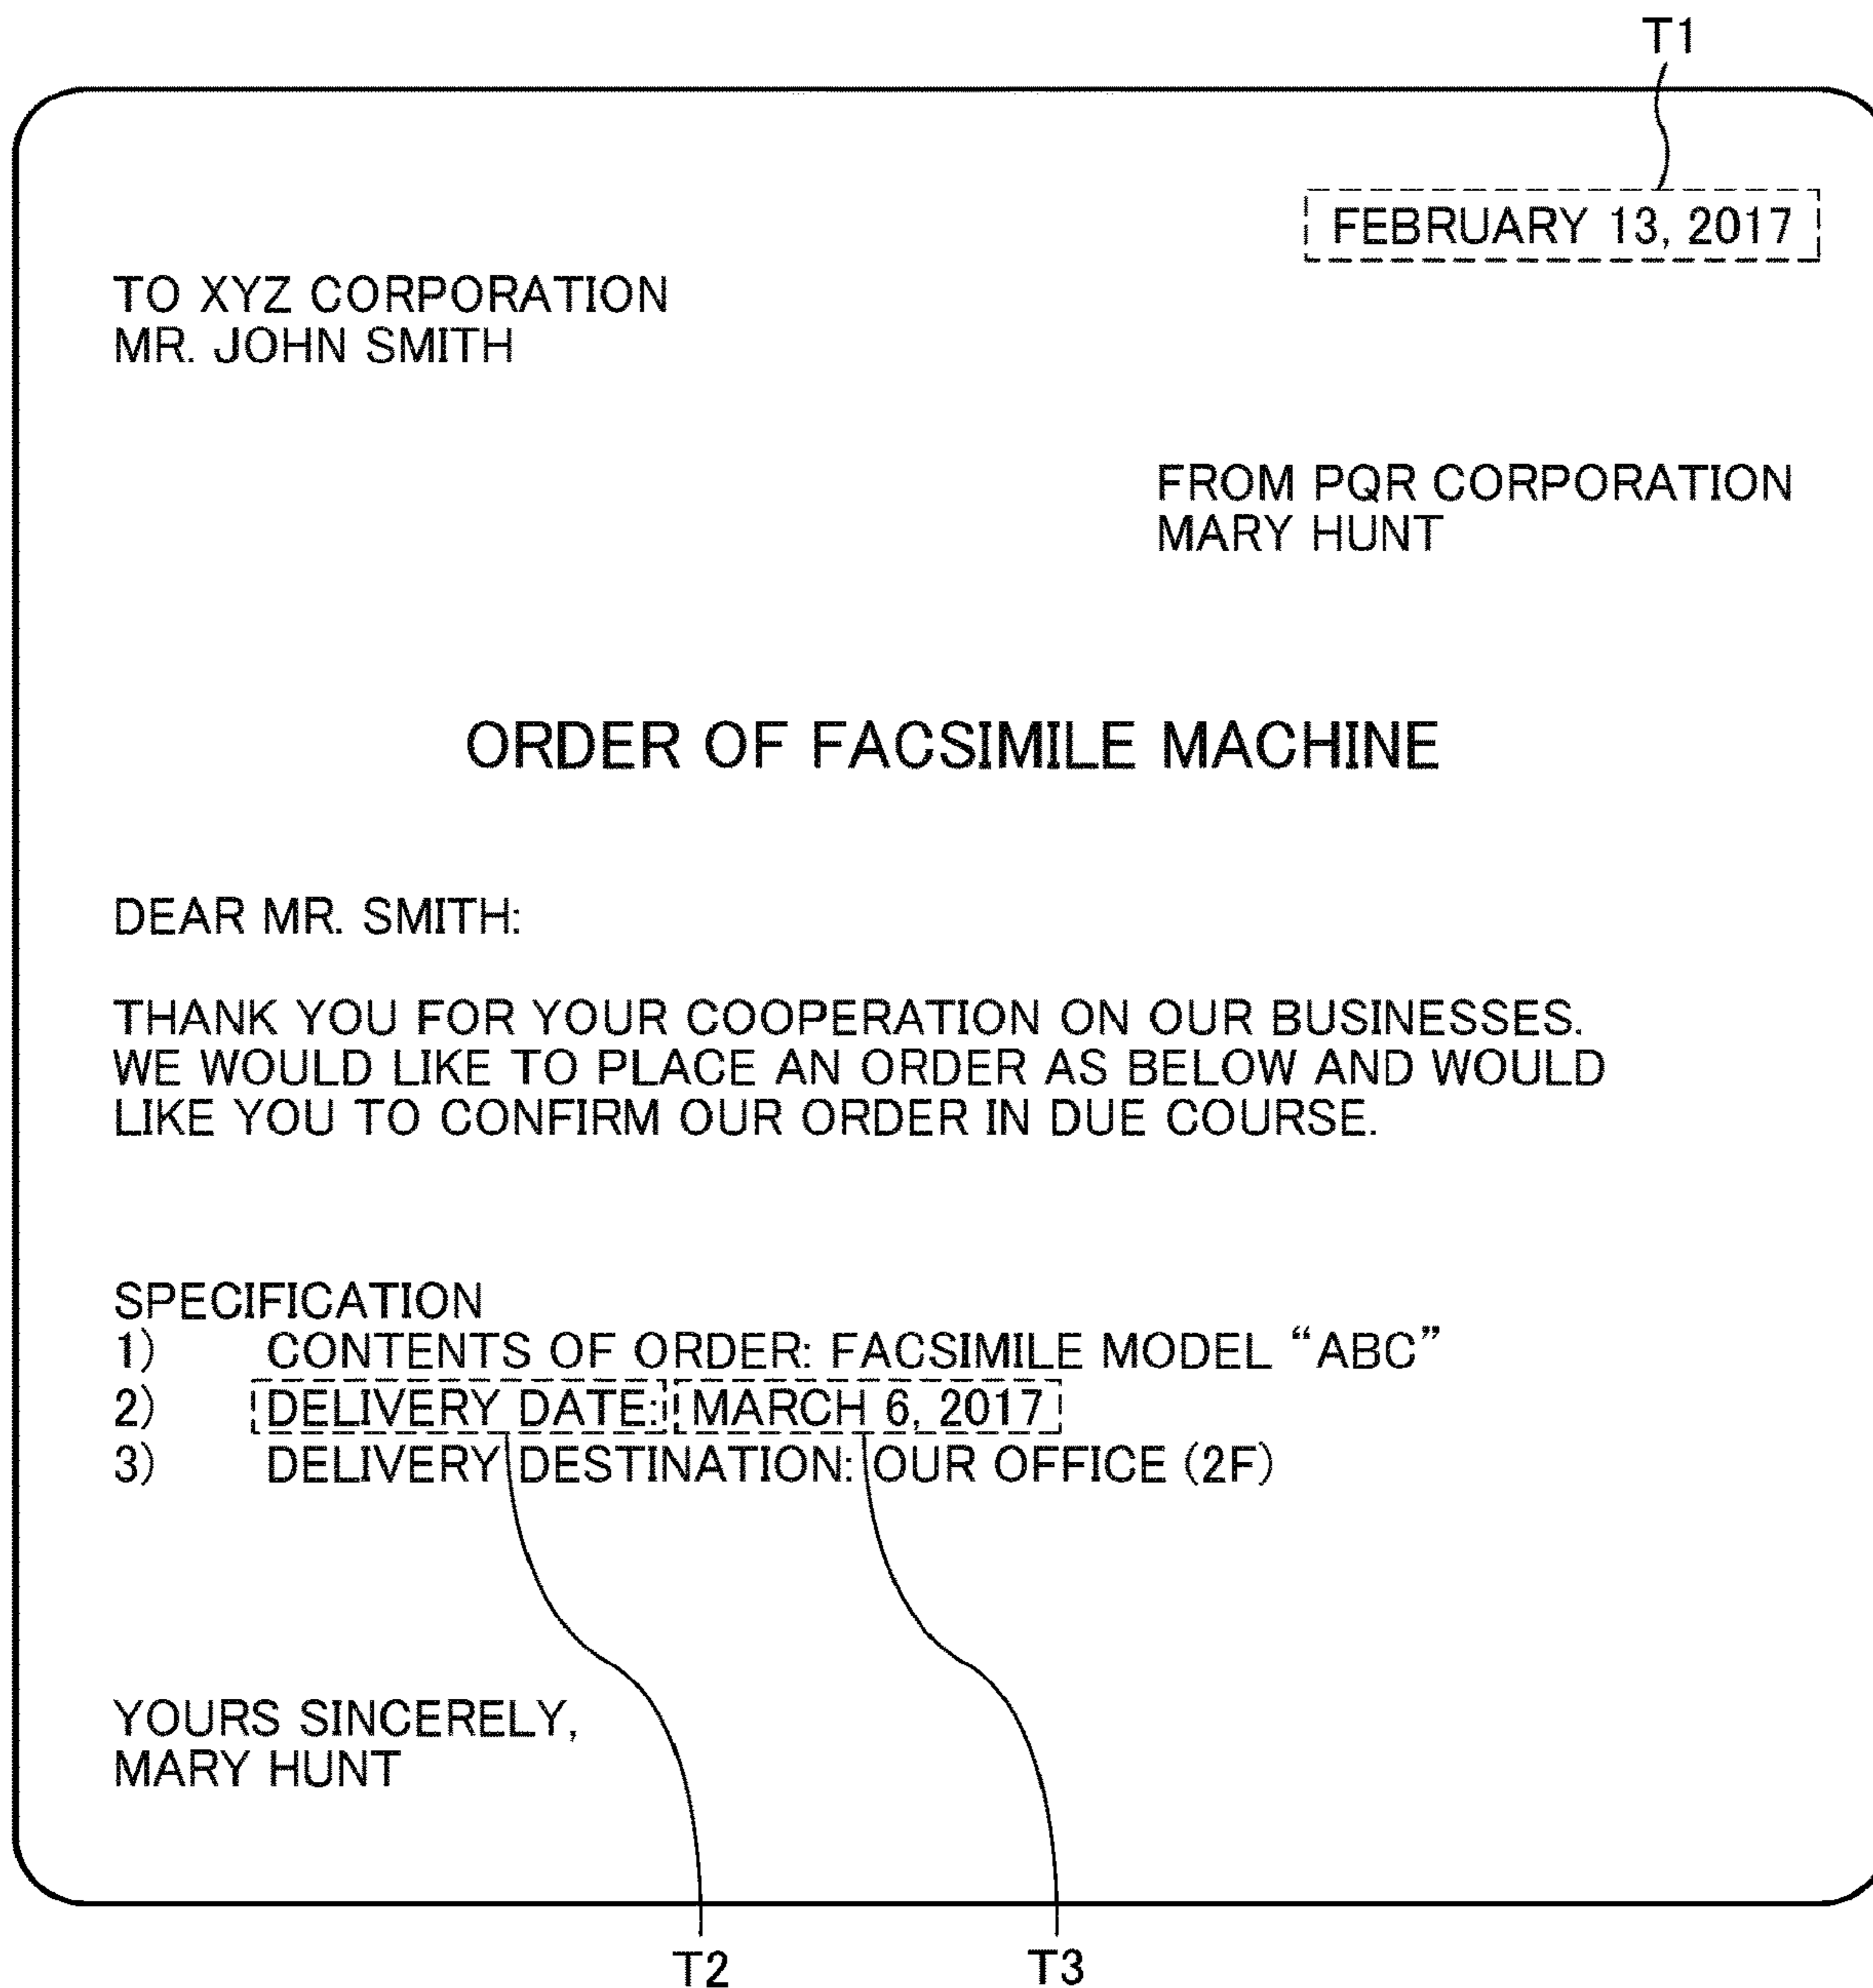 T1
FEBRUARY 13, 2017
TO XYZ CORPORATION
MR. JOHN SMITH
FROM PQR CORPORATION
MARY HUNT
ORDER OF FACSIMILE MACHINE
DEAR MR. SMITH:
THANK YOU FOR YOUR COOPERATION ON OUR BUSINESSES.
WE WOULD LIKE TO PLACE AN ORDER AS BELOW AND WOULD
LIKE YOU TO CONFIRM OUR ORDER IN DUE COURSE.
SPECIFICATION
1) CONTENTS OF ORDER: FACSIMILE MODEL “ABC”
2) DELIVERY DATE: MARCH 6, 2017
3) DELIVERY DESTINATION: OUR OFFICE (2F)
YOURS SINCERELY,
MARY HUNT
T2 T3